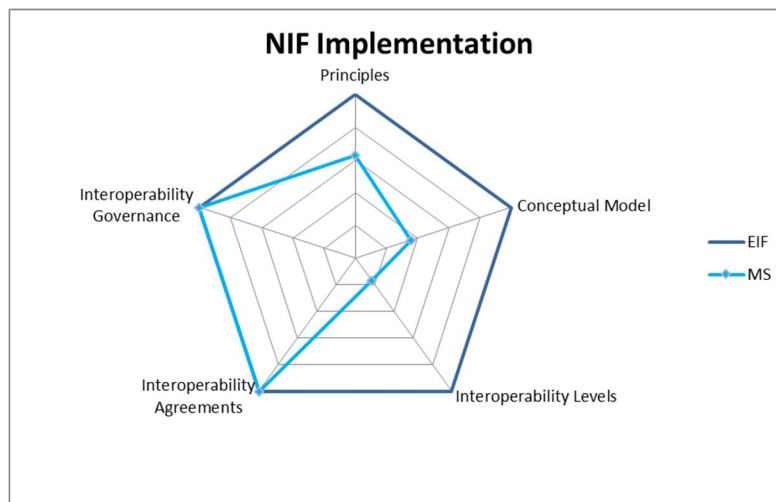 NIF Implementation
Principles
Interoperability
Governance
Conceptual Model
EIF
MS
Interoperability
Agreements
Interoperability Levels